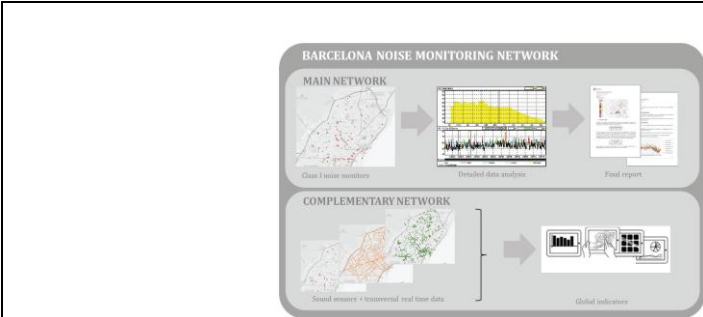 BARCELONA NOISE MONITORING NETWORK
MAIN NETWORK
Class I noise monitors
Detailed data analysis
Final report
COMPLEMENTARY NETWORK
Sound sensors + transversal real time data
Global indicators